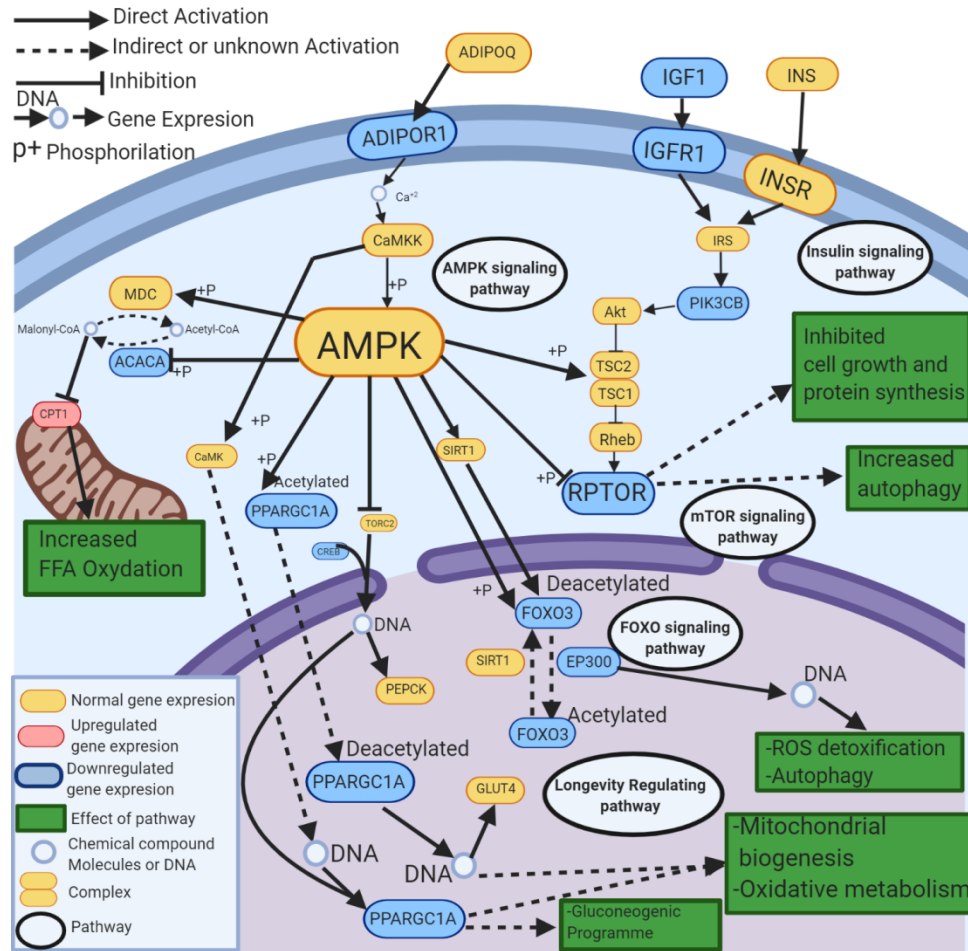 Direct Activation
Indirect or unknown Activation
Inhibition
DNA
Gene Expresion
p+ Phosphorilation
ADIPOQ
IGF1
INS
ADIPOR1
IGFR1
INSR
Ca+2
CaMKK
IRS
AMPK signaling
pathway
Insulin signaling
pathway
+P
+P
MDC
PIK3CB
Akt
Malonyl-CoA
Acetyl-CoA
AMPK
Inhibited
cell growth and
protein synthesis
ACACA
+P
+P
TSC2
TSC1
CPT1
Rheb
SIRT1
CaMK
+P
+P
+P
RPTOR
Increased
autophagy
Acetylated
PPARGC1A
TORC2
mTOR signaling
pathway
CREB
Increased
FFA Oxydation
+P
Deacetylated
FOXO3
DNA
FOXO signaling
pathway
SIRT1
EP300
DNA
PEPCK
Acetylated
FOXO3
-ROS detoxification
-Autophagy
Deacetylated
PPARGC1A
GLUT4
Longevity Regulating
pathway
DNA
DNA
-Mitochondrial
biogenesis
-Oxidative metabolism
PPARGC1A
-Gluconeogenic
Programme
Normal gene expresion
Upregulated
gene expresion
Downregulated
gene expresion
Effect of pathway
Chemical compound
Molecules or DNA
Complex
Pathway